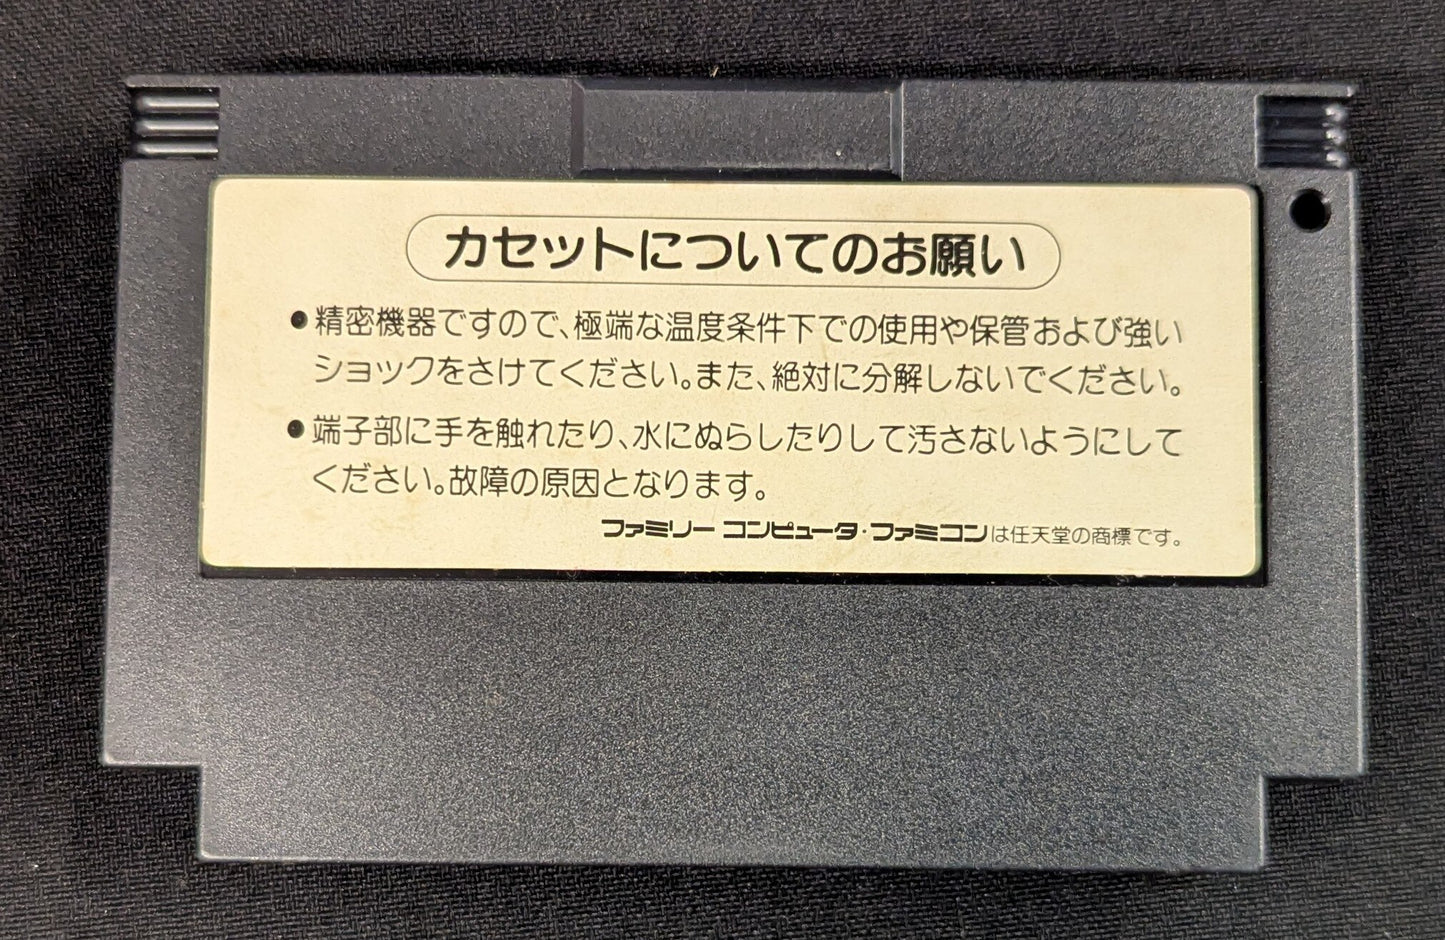 カセットについてのお願い
●精密機器ですので、極端な温度条件下での使用や保管および強い
ショックをさけてください。また、絶対に分解しないでください。
●端子部に手を触れたり、水にぬらしたりして汚さないようにして
ください。故障の原因となります。
ファミリー コンピュータ・ファミコンは任天堂の商標です。